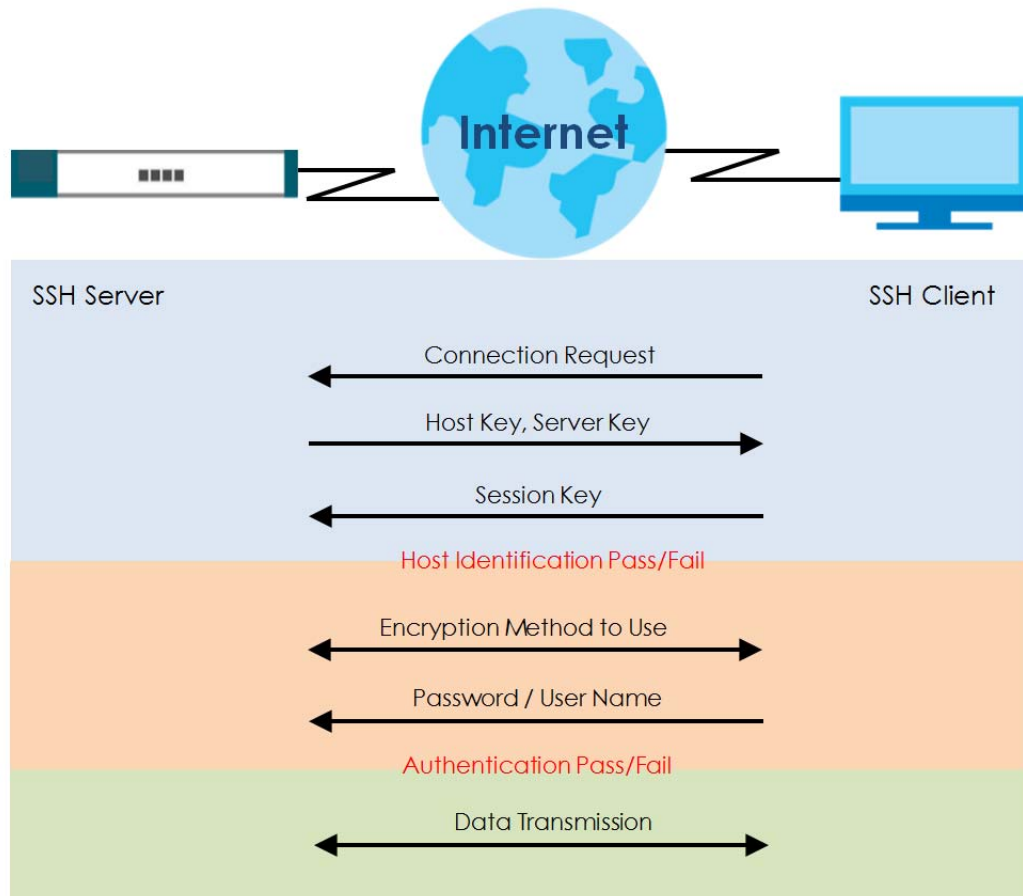 Internet
SSH Server
SSH Client
Connection Request
Host Key, Server Key
Session Key
Host Identification Pass/Fail
Encryption Method to Use
Password / User Name
Authentication Pass/Fail
Data Transmission